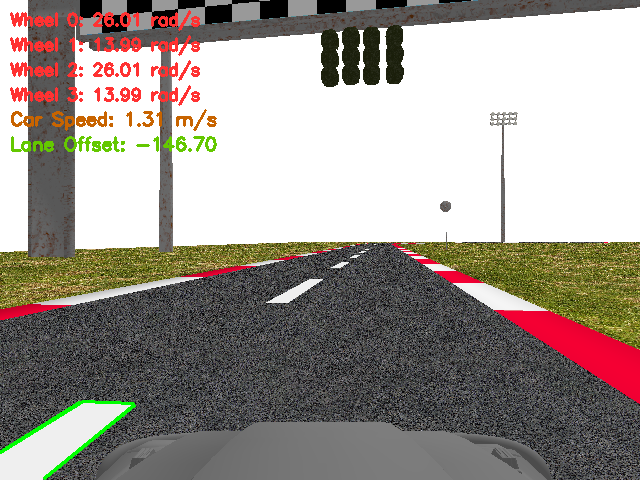 Wheel 0: 26.01 rad/s
Wheel 1: 13.99 rad/s
Wheel 2: 26.01 rad/s
Wheel 3: 13.99 rad/s
Car Speed: 1.31 m/s
Lane Offset: -146.70